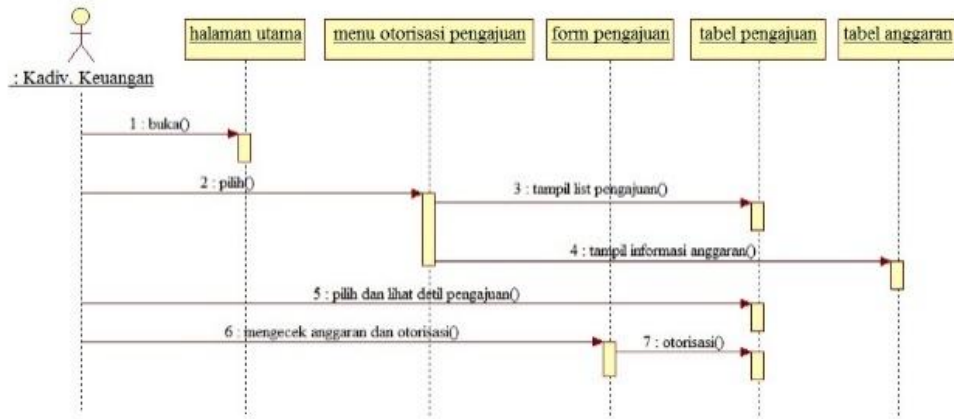 halaman utama
menu otorisasi pengajuan
form pengajuan
tabel pengajuan
tabel anggaran
: Kadiv. Keuangan
1 : buka()
2 : pilih()
3 : tampil list pengajuan()
4 : tampil informasi anggaran()
5 : pilih dan lihat detil pengajuan()
6 : mengecek anggaran dan otorisasi()
7 : otorisasi()